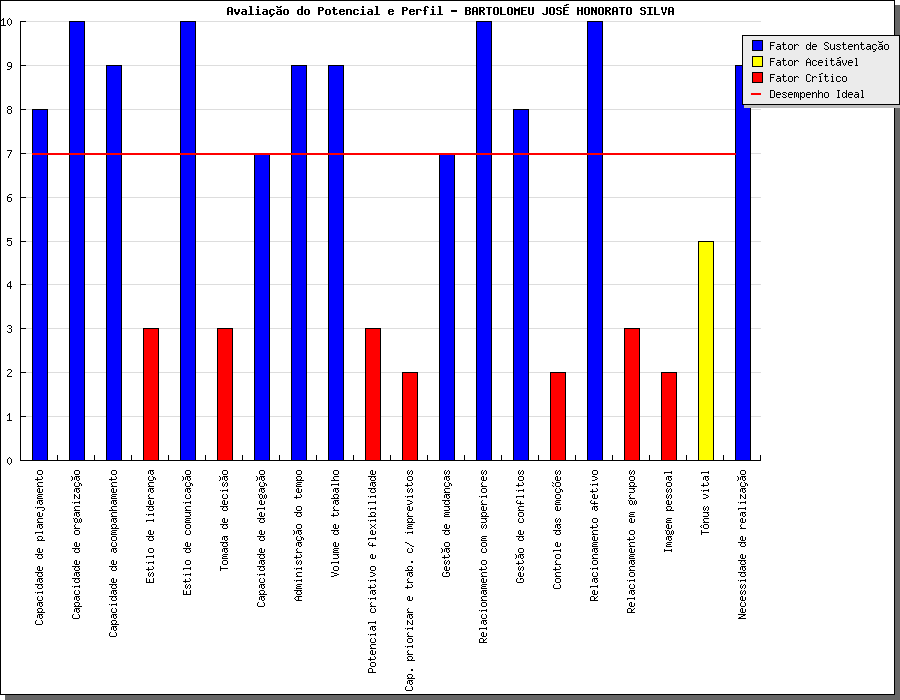 Avaliação do Potencial e Perfil - BARTOLOMEU JOSÉ HONORATO SILVA
10
9
8
7
6
5
4
3
2
1
0
Fator de Sustentação
Fator Aceitável
Fator Crítico
Desempenho Ideal
Capacidade de planejamento
Capacidade de organização
Capacidade de acompanhamento
Estilo de liderança
Estilo de comunicação
Tomada de decisão
Capacidade de delegação
Administração do tempo
Volume de trabalho
Potencial criativo e flexibilidade
Cap. priorizar e trab. c/ imprevistos
Gestão de mudanças
Relacionamento com superiores
Gestão de conflitos
Controle das emoções
Relacionamento afetivo
Relacionamento em grupos
Imagem pessoal
Tônus vital
Necessidade de realização